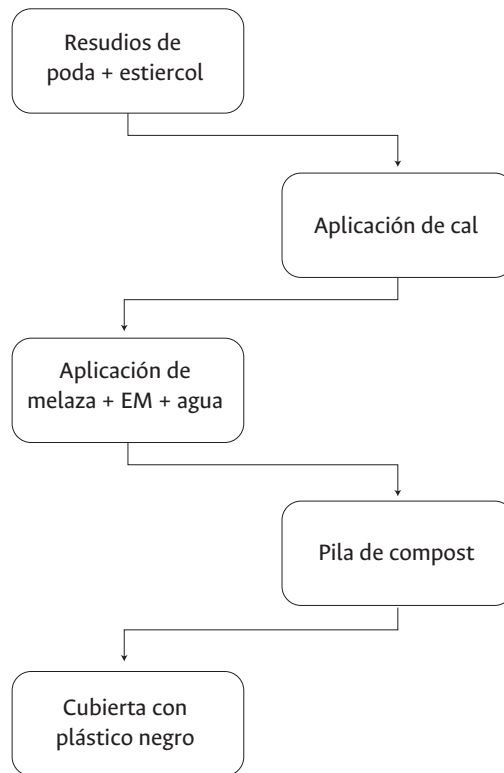 Resudios de
poda + estiercol
Aplicación de cal
Aplicación de
melaza + EM + agua
Pila de compost
Cubierta con
plástico negro